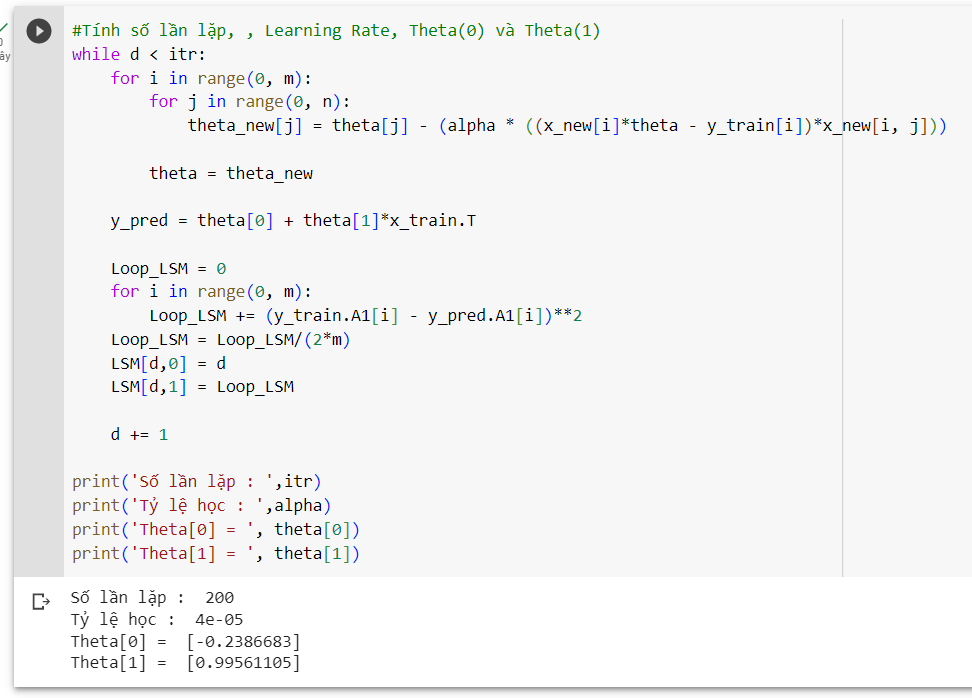 #Tính số lần lặp, , Learning Rate, Theta(0) và Theta(1)
while d < itr:
    for i in range(0, m):
        for j in range(0, n):
            theta_new[j] = theta[j] - (alpha * ((x_new[i]*theta - y_train[i])*x_new[i, j]))
        theta = theta_new
    y_pred = theta[0] + theta[1]*x_train.T
    Loop_LSM = 0
    for i in range(0, m):
        Loop_LSM += (y_train.A1[i] - y_pred.A1[i])**2
    Loop_LSM = Loop_LSM/(2*m)
    LSM[d,0] = d
    LSM[d,1] = Loop_LSM
    d += 1
print('Số lần lặp : ',itr)
print('Tỷ lệ học : ',alpha)
print('Theta[0] = ', theta[0])
print('Theta[1] = ', theta[1])
Số lần lặp :  200
Tỷ lệ học :  4e-05
Theta[0] =  [-0.2386683]
Theta[1] =  [0.99561105]